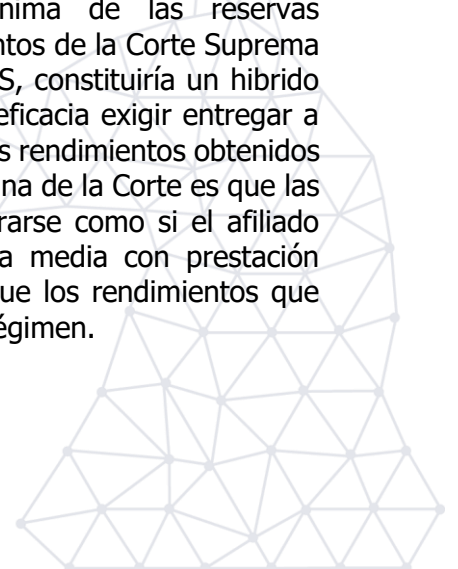 nima de las reservas
ntos de la Corte Suprema
S, constituiría un hibrido
eficacia exigir entregar a
s rendimientos obtenidos
na de la Corte es que las
rarse como si el afiliado
a media con prestación
ue los rendimientos que
égimen.